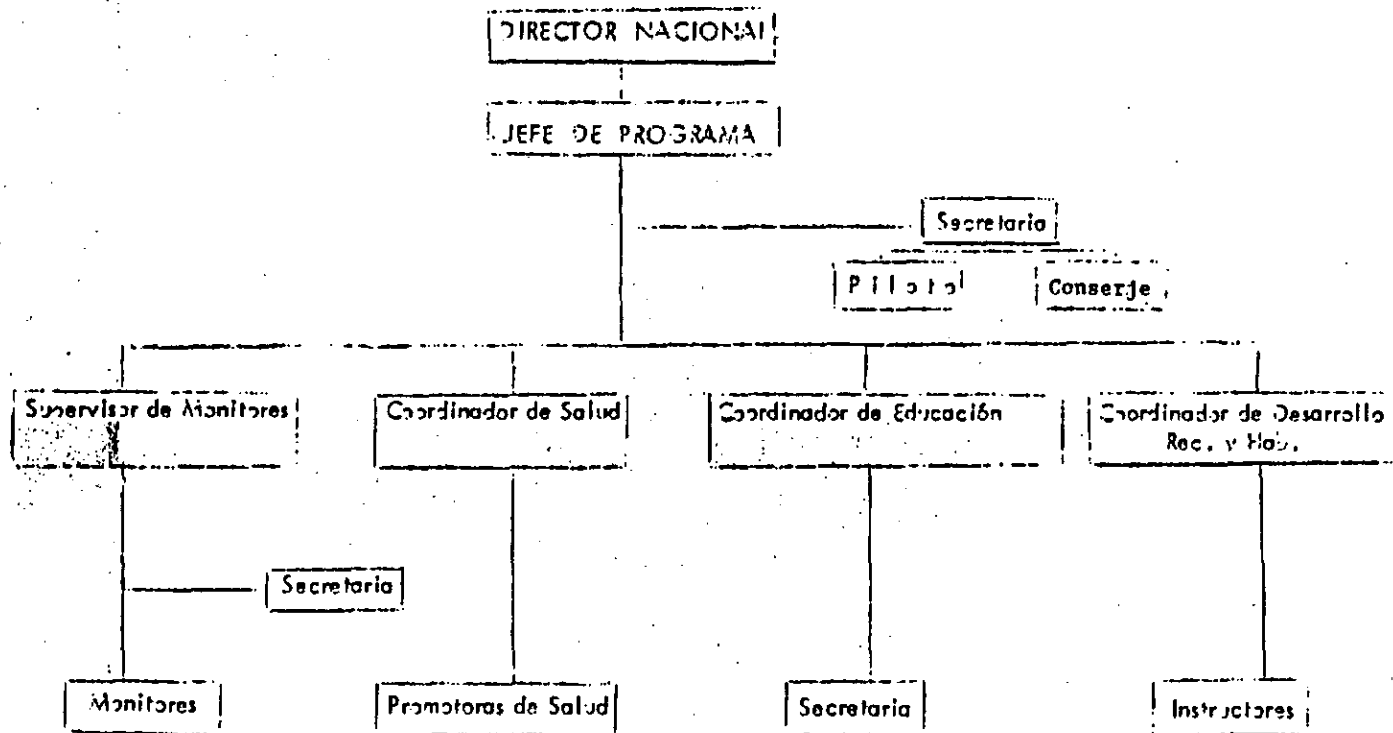 DIRECTOR NACIONAL
JEFE DE PROGRAMA
Secretaria
Piloto
Conserje
Supervisor de Monitores
Coordinador de Salud
Coordinador de Educación
Coordinador de Desarrollo
Rec. y Hab.
Secretaria
Monitores
Promotoras de Salud
Secretaria
Instructores